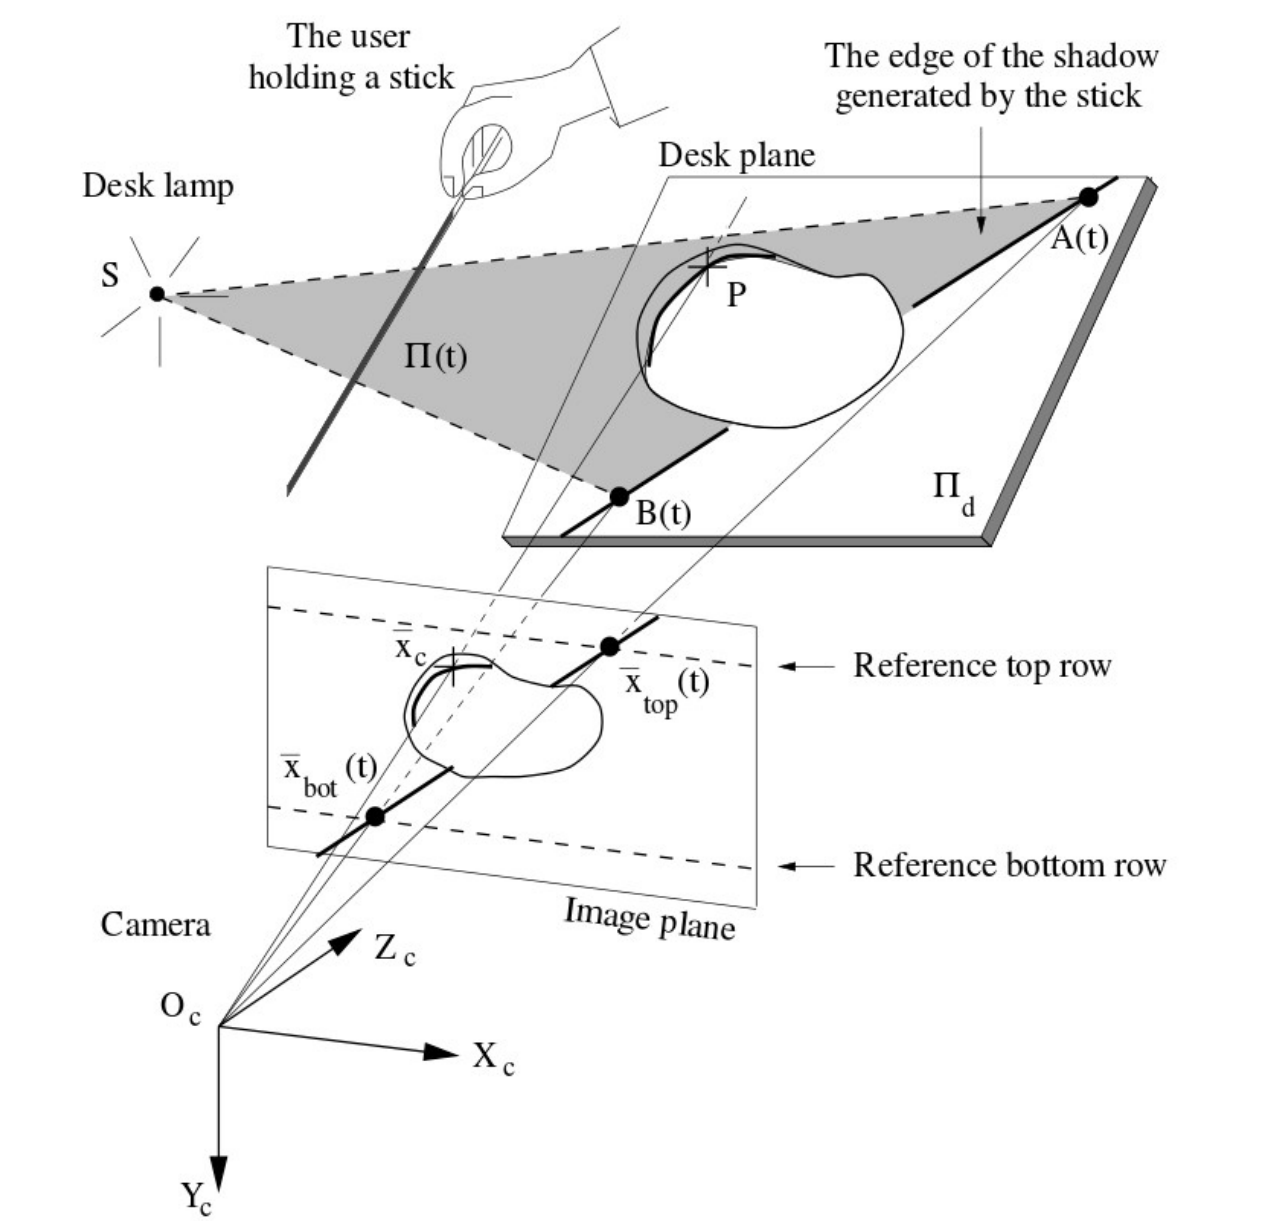 The user
holding a stick
The edge of the shadow
generated by the stick
Desk plane
Desk lamp
S
A(t)
P
Π(t)
Π d
B(t)
x̅ c
x̅ top (t)
Reference top row
x̅ bot (t)
Reference bottom row
Image plane
Camera
Z c
O c
X c
Y c